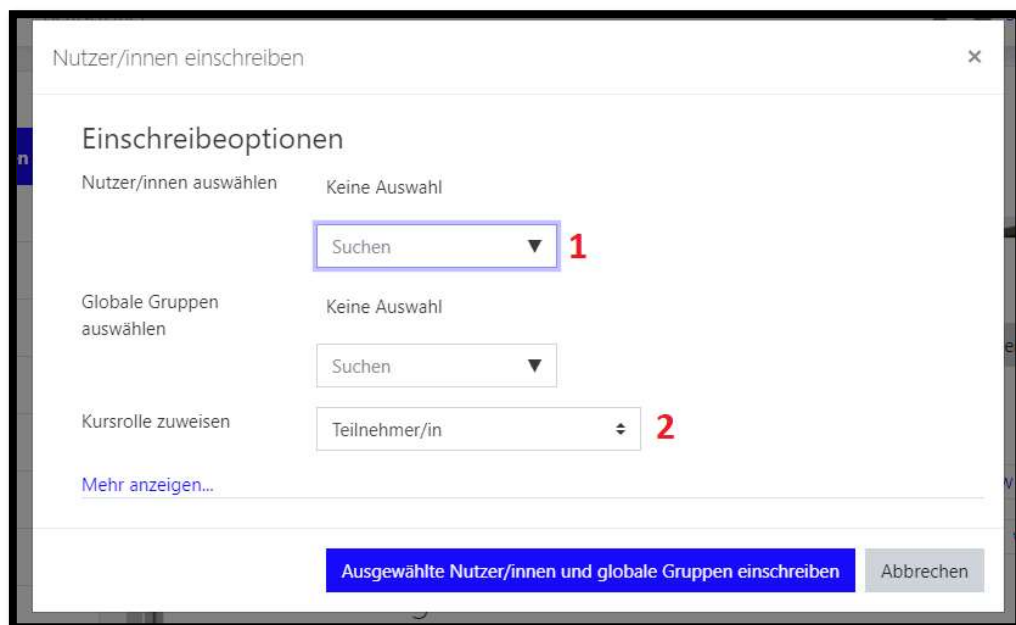 Nutzer/innen einschreiben ×
Einschreibeoptionen
Nutzer/innen auswählen Keine Auswahl
Suchen ▼ 1
Globale Gruppen auswählen Keine Auswahl
Suchen ▼
Kursrolle zuweisen Teilnehmer/in 2
Mehr anzeigen...
Ausgewählte Nutzer/innen und globale Gruppen einschreiben Abbrechen